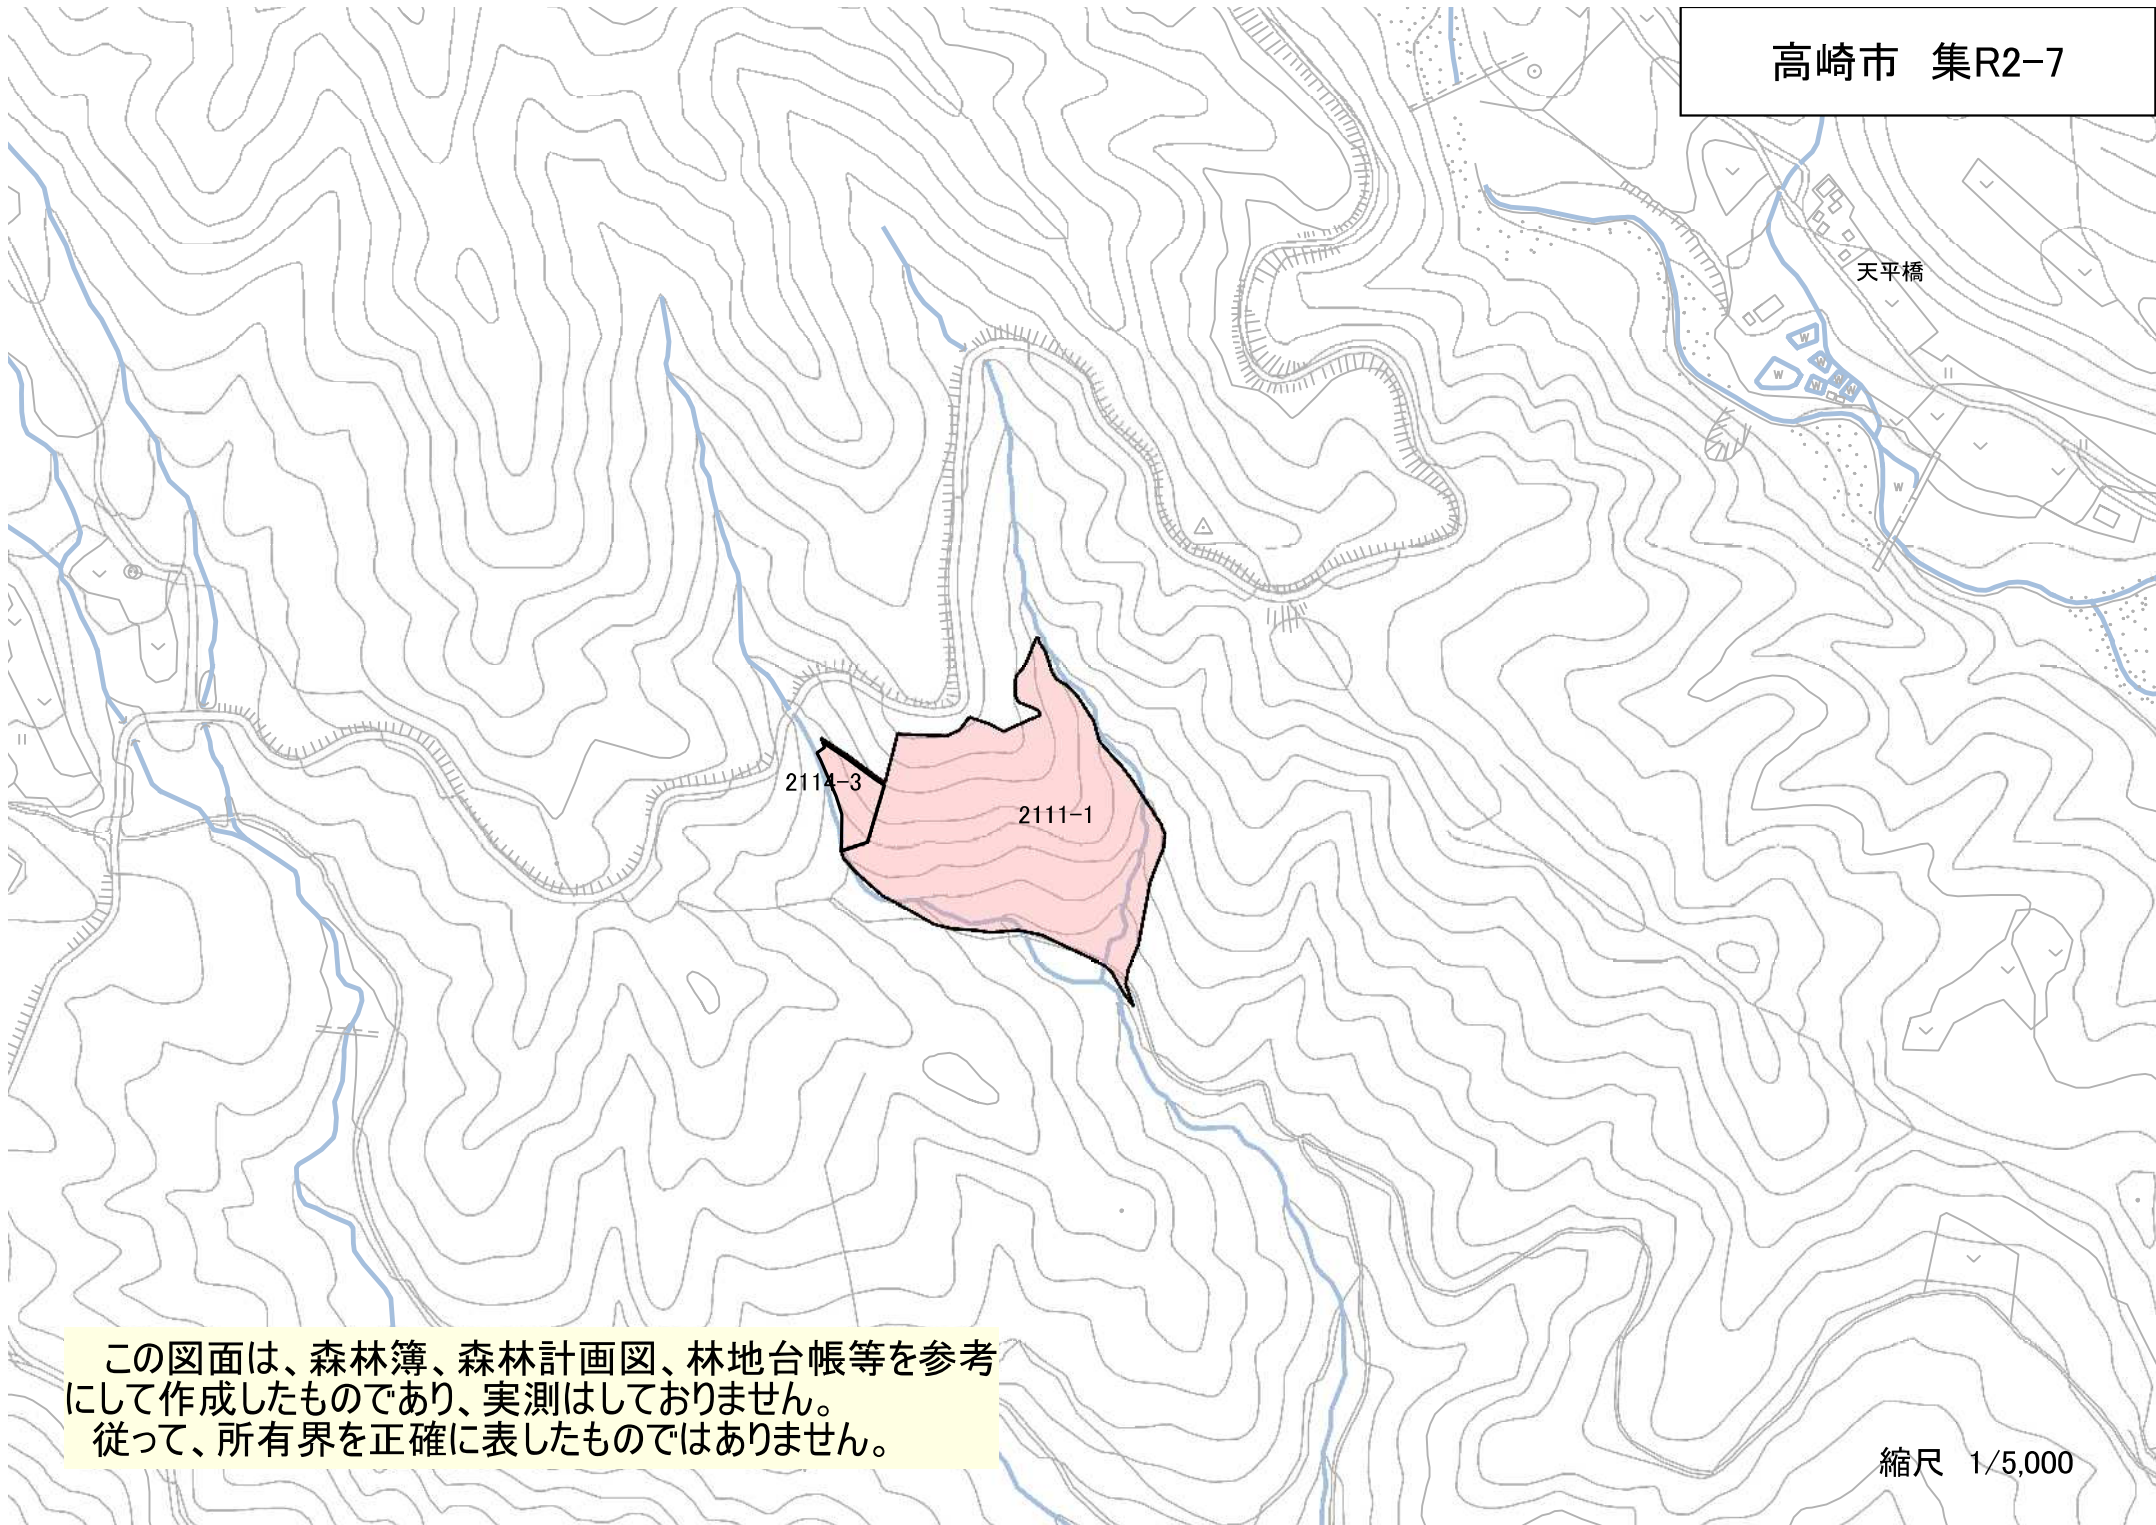 高崎市　集R2-7
天平橋
2114-3
2111-1
この図面は、森林簿、森林計画図、林地台帳等を参考
にして作成したものであり、実測はしておりません。
従って、所有界を正確に表したものではありません。
縮尺　1/5,000